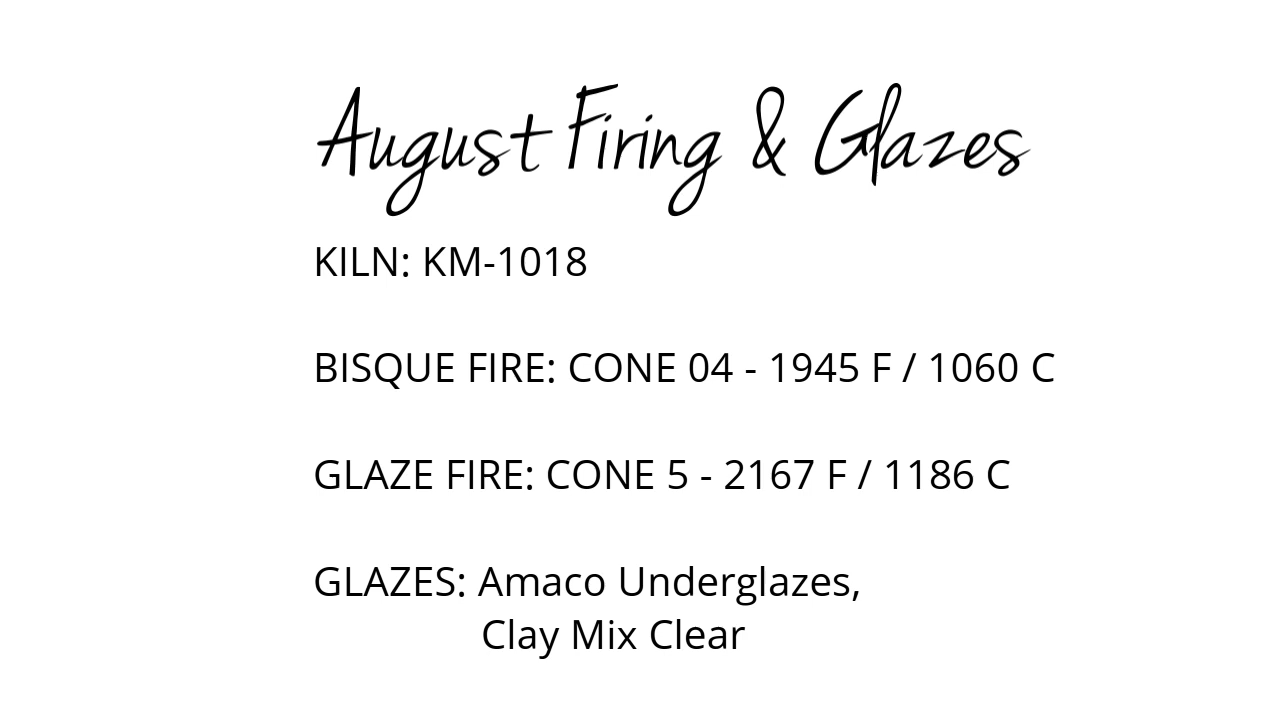 August Firing & Glazes
KILN: KM-1018
BISQUE FIRE: CONE 04 - 1945 F / 1060 C
GLAZE FIRE: CONE 5 - 2167 F / 1186 C
GLAZES: Amaco Underglazes,
Clay Mix Clear